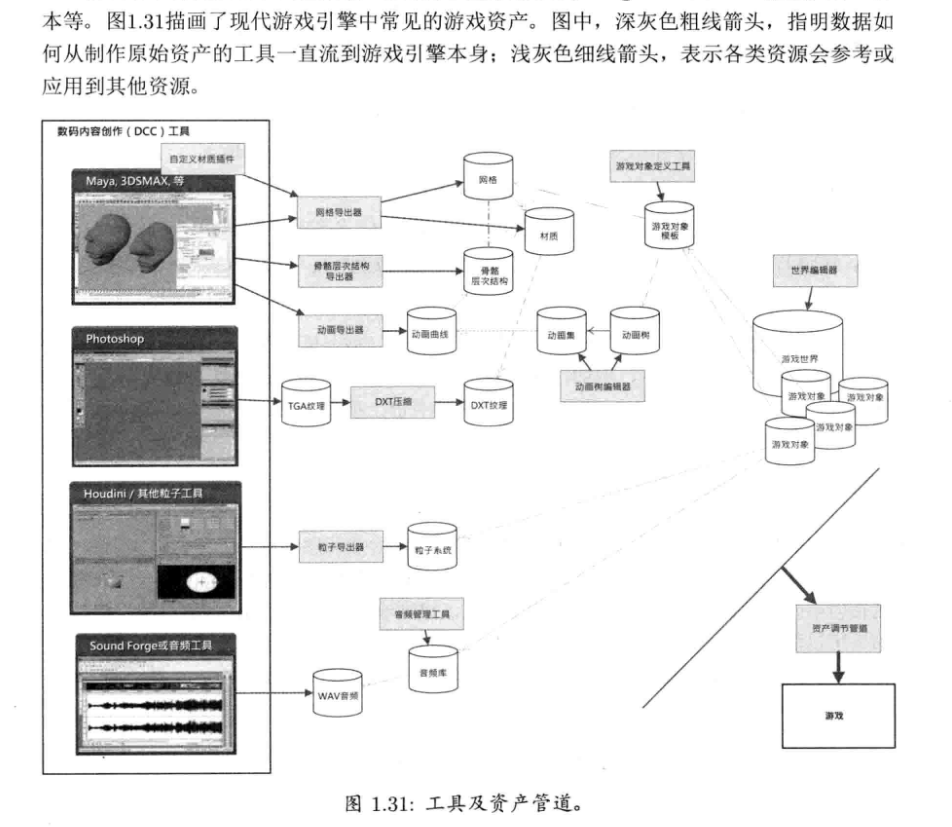 本等。图1.31描画了现代游戏引擎中常见的游戏资产。图中，深灰色粗线箭头，指明数据如
何从制作原始资产的工具一直流到游戏引擎本身；浅灰色细线箭头，表示各类资源会参考或
应用到其他资源。
数码内容创作（DCC）工具
自定义材质插件
Maya, 3DSMAX, 等
网格导出器
网格
材质
骨骼层次结构
导出器
骨骼
层次结构
动画导出器
动画曲线
动画集
动画树
动画树编辑器
游戏对象定义工具
游戏对象
模板
世界编辑器
游戏世界
游戏对象
游戏对象
游戏对象
游戏对象
Photoshop
TGA纹理
DXT压缩
DXT纹理
Houdini / 其他粒子工具
粒子导出器
粒子系统
音频管理工具
音频库
Sound Forge或音频工具
WAV音频
资产调节管道
游戏
图 1.31: 工具及资产管道。